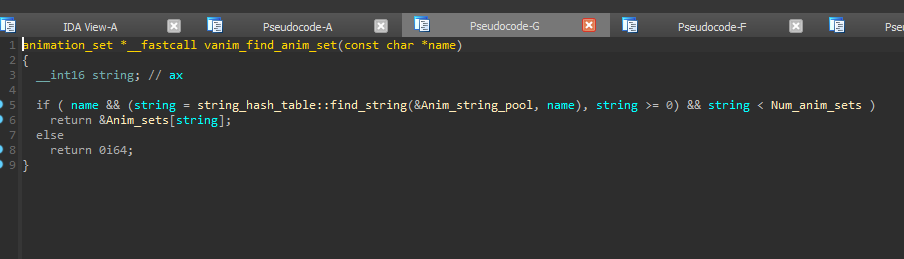 IDA View-A Pseudocode-A Pseudocode-G Pseudocode-F Pseu
1 animation_set *__fastcall vanim_find_anim_set(const char *name)
2 {
3 __int16 string; // ax
4
5 if ( name && (string = string_hash_table::find_string(&Anim_string_pool, name), string >= 0) && string < Num_anim_sets )
6 return &Anim_sets[string];
7 else
8 return 0i64;
9 }